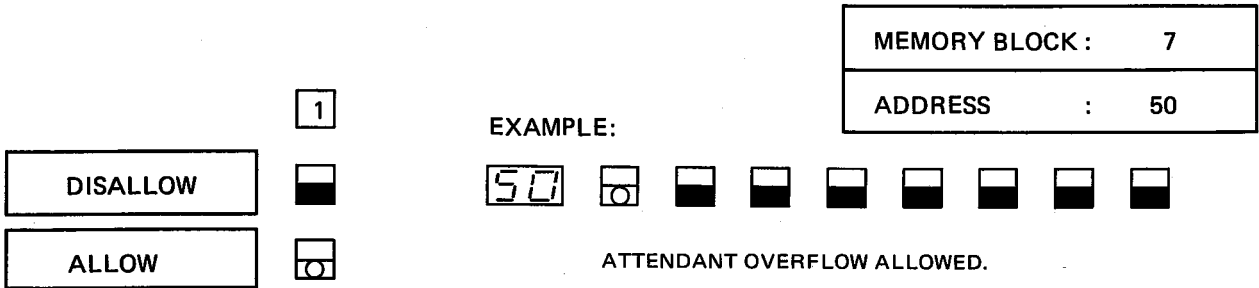 MEMORY BLOCK : 7
ADDRESS : 50
1
EXAMPLE:
DISALLOW
50
ALLOW
ATTENDANT OVERFLOW ALLOWED.